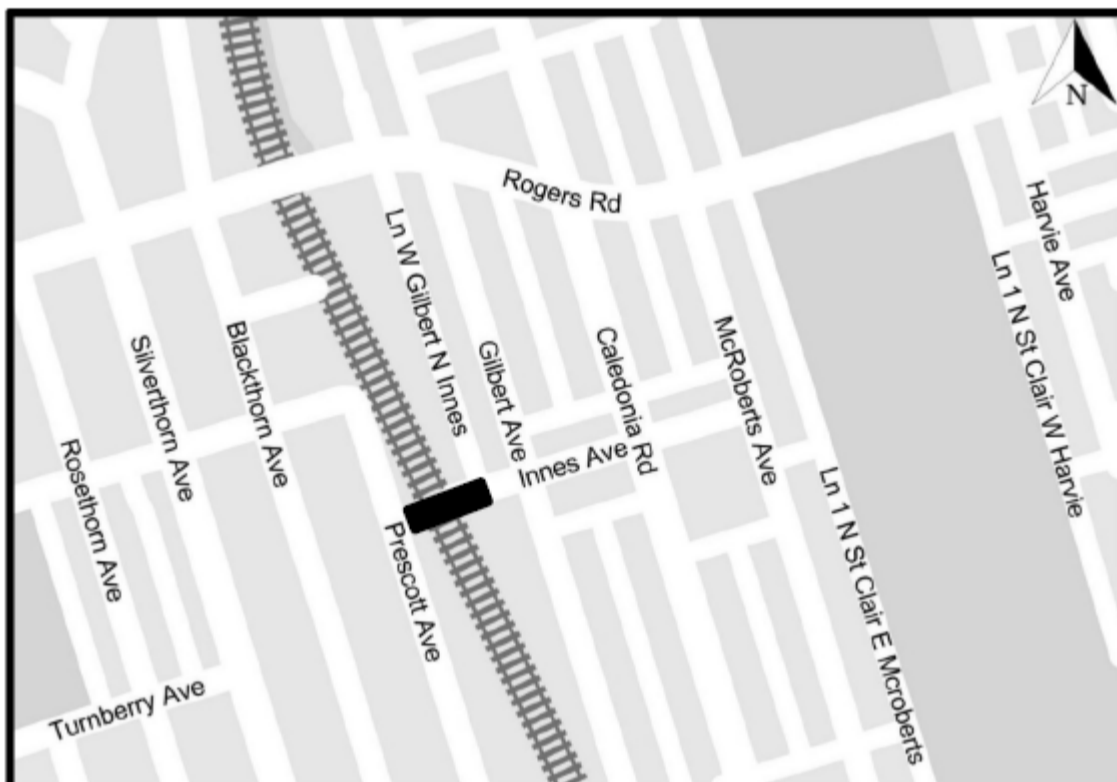 N
Rogers Rd
Harvie Ave
Ln W Gilbert N Innes
Ln 1 N St Clair W Harvie
Silverthorn Ave
Blackthorn Ave
Gilbert Ave
Caledonia Rd
McRoberts Ave
Rosethorn Ave
Innes Ave
Prescott Ave
Ln 1 N St Clair E Mcroberts
Turnberry Ave